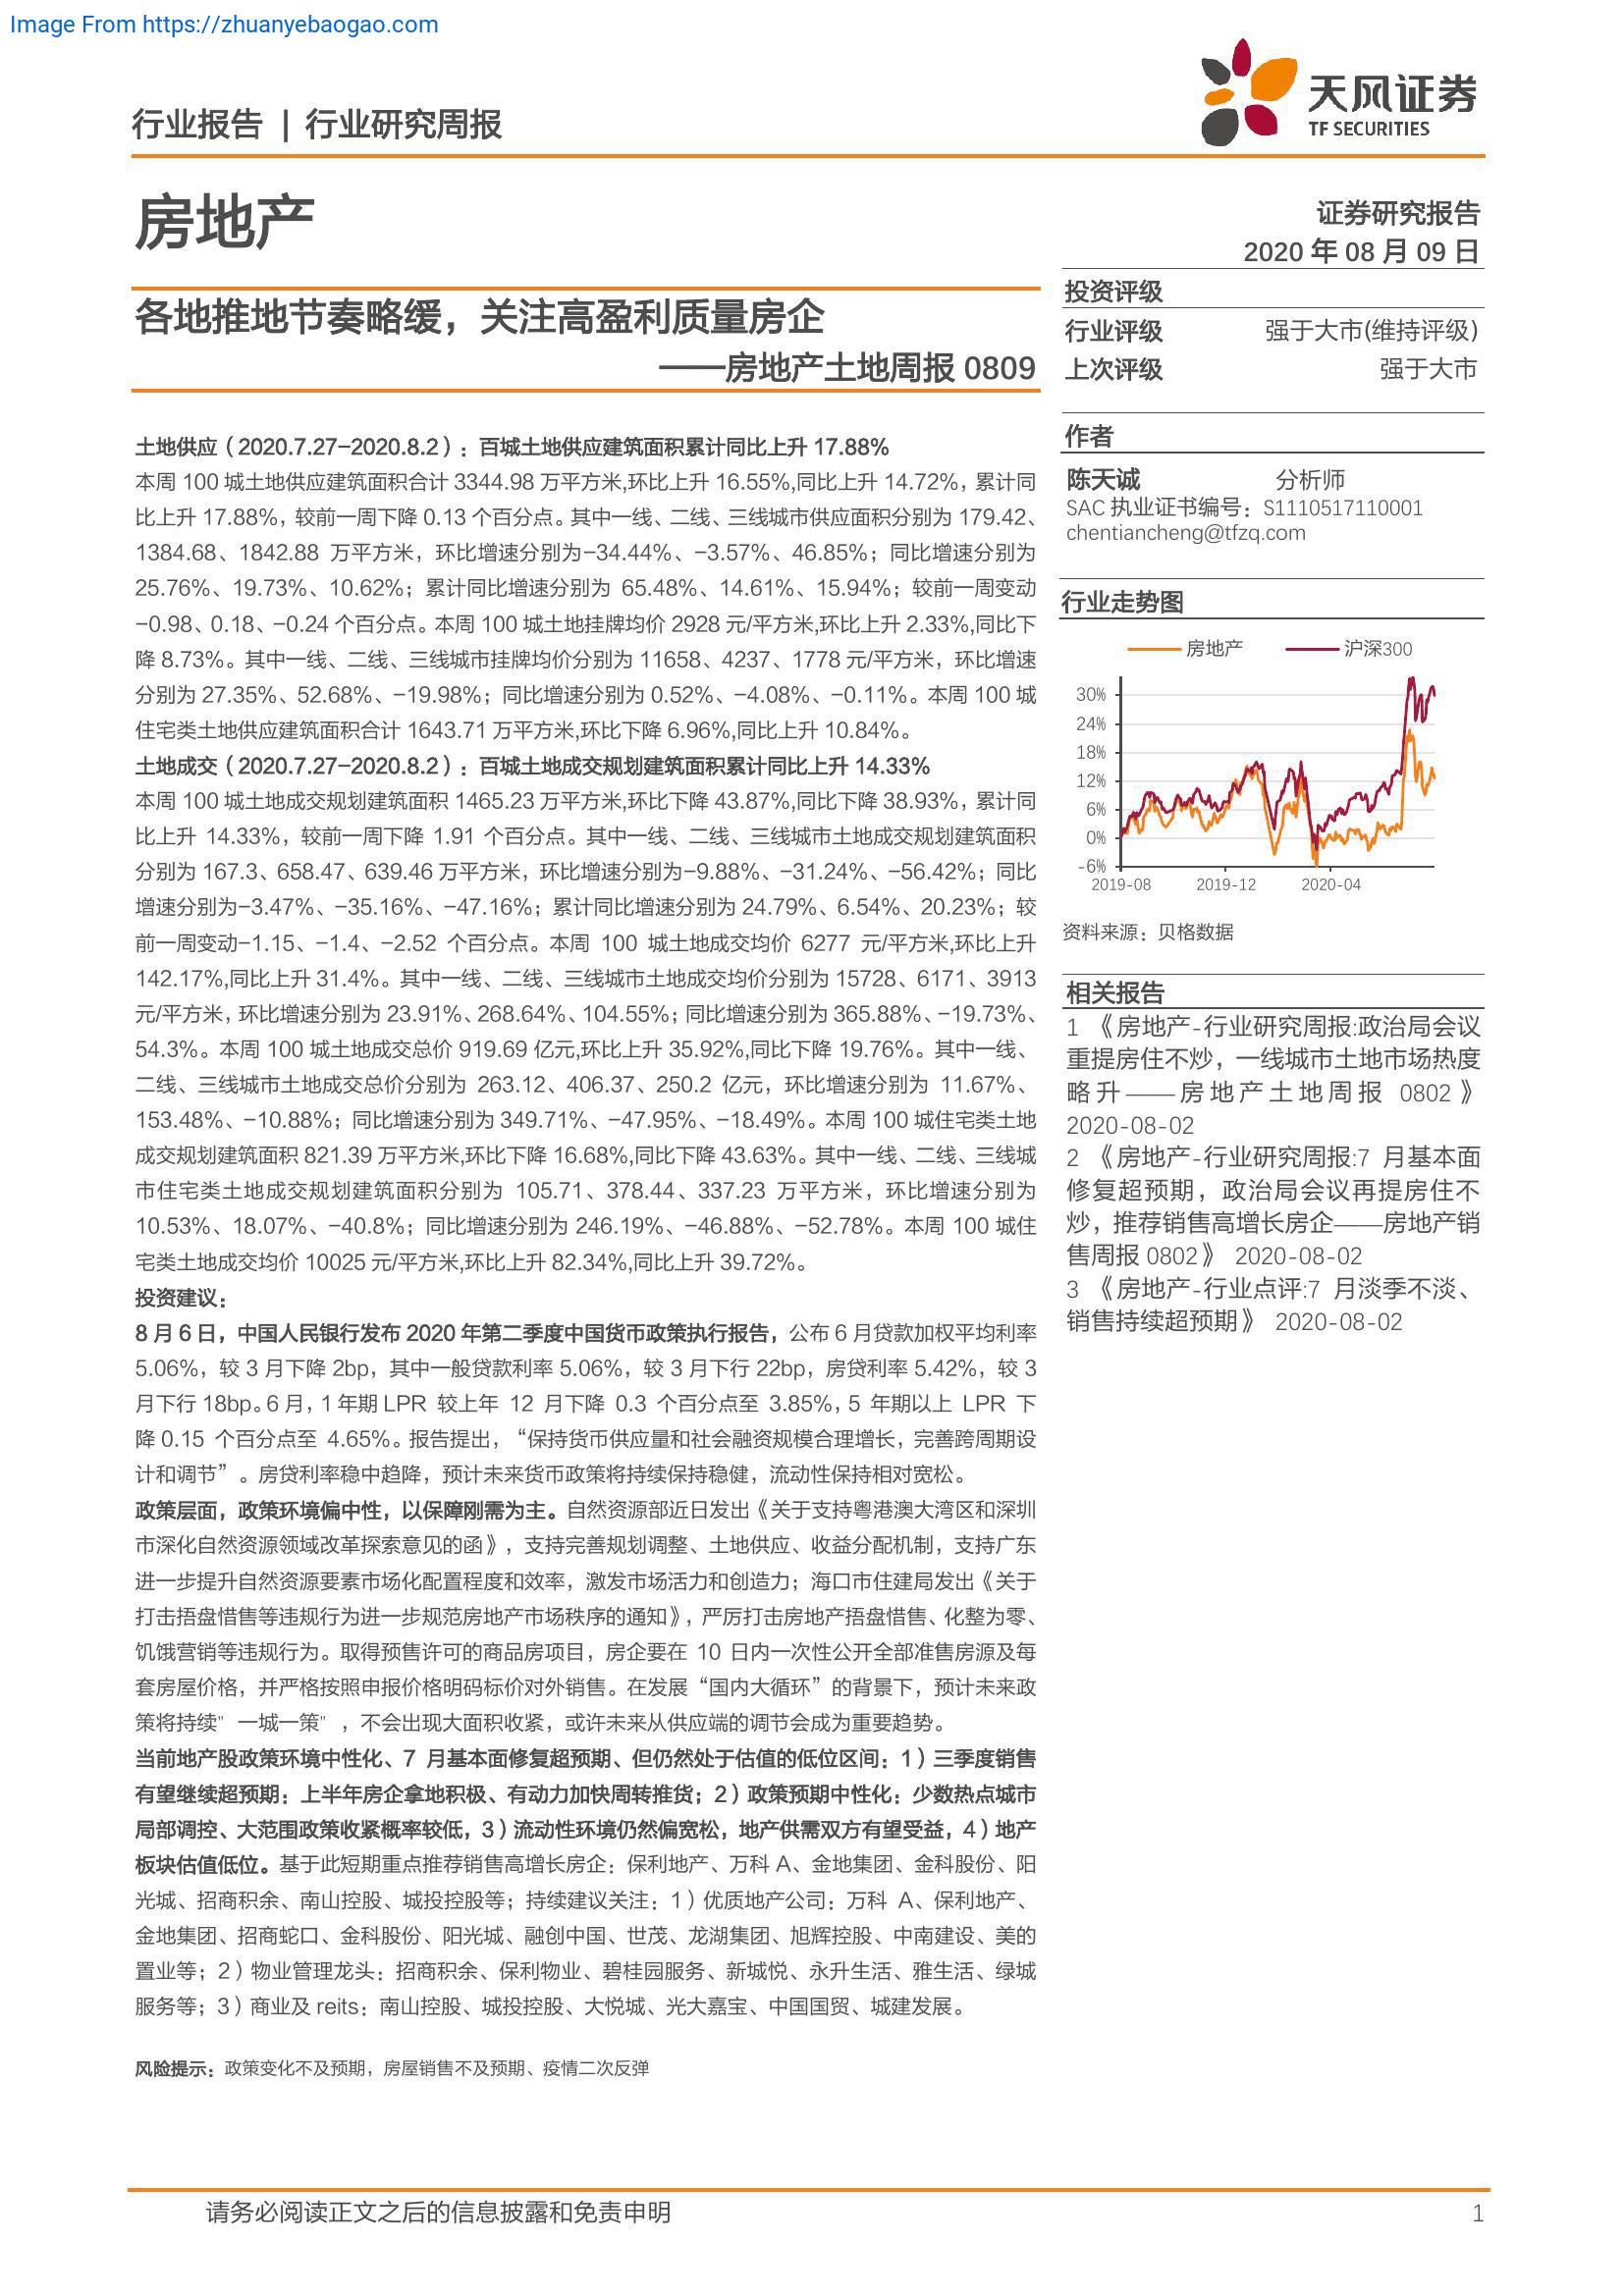 Image From https://zhuanyebaogao.com
天风证券
TF SECURITIES
行业报告 | 行业研究周报
房地产
证券研究报告
2020 年 08 月 09 日
各地推地节奏略缓，关注高盈利质量房企
——房地产土地周报 0809
土地供应（2020.7.27-2020.8.2）：百城土地供应建筑面积累计同比上升 17.88%
本周 100 城土地供应建筑面积合计 3344.98 万平方米,环比上升 16.55%,同比上升 14.72%，累计同
比上升 17.88%，较前一周下降 0.13 个百分点。其中一线、二线、三线城市供应面积分别为 179.42、
1384.68、1842.88 万平方米，环比增速分别为-34.44%、-3.57%、46.85%；同比增速分别为
25.76%、19.73%、10.62%；累计同比增速分别为 65.48%、14.61%、15.94%；较前一周变动
-0.98、0.18、-0.24 个百分点。本周 100 城土地挂牌均价 2928 元/平方米,环比上升 2.33%,同比下
降 8.73%。其中一线、二线、三线城市挂牌均价分别为 11658、4237、1778 元/平方米，环比增速
分别为 27.35%、52.68%、-19.98%；同比增速分别为 0.52%、-4.08%、-0.11%。本周 100 城
住宅类土地供应建筑面积合计 1643.71 万平方米,环比下降 6.96%,同比上升 10.84%。
土地成交（2020.7.27-2020.8.2）：百城土地成交规划建筑面积累计同比上升 14.33%
本周 100 城土地成交规划建筑面积 1465.23 万平方米,环比下降 43.87%,同比下降 38.93%，累计同
比上升 14.33%，较前一周下降 1.91 个百分点。其中一线、二线、三线城市土地成交规划建筑面积
分别为 167.3、658.47、639.46 万平方米，环比增速分别为-9.88%、-31.24%、-56.42%；同比
增速分别为-3.47%、-35.16%、-47.16%；累计同比增速分别为 24.79%、6.54%、20.23%；较
前一周变动-1.15、-1.4、-2.52 个百分点。本周 100 城土地成交均价 6277 元/平方米,环比上升
142.17%,同比上升 31.4%。其中一线、二线、三线城市土地成交均价分别为 15728、6171、3913
元/平方米，环比增速分别为 23.91%、268.64%、104.55%；同比增速分别为 365.88%、-19.73%、
54.3%。本周 100 城土地成交总价 919.69 亿元,环比上升 35.92%,同比下降 19.76%。其中一线、
二线、三线城市土地成交总价分别为 263.12、406.37、250.2 亿元，环比增速分别为 11.67%、
153.48%、-10.88%；同比增速分别为 349.71%、-47.95%、-18.49%。本周 100 城住宅类土地
成交规划建筑面积 821.39 万平方米,环比下降 16.68%,同比下降 43.63%。其中一线、二线、三线城
市住宅类土地成交规划建筑面积分别为 105.71、378.44、337.23 万平方米，环比增速分别为
10.53%、18.07%、-40.8%；同比增速分别为 246.19%、-46.88%、-52.78%。本周 100 城住
宅类土地成交均价 10025 元/平方米,环比上升 82.34%,同比上升 39.72%。
投资建议：
8 月 6 日，中国人民银行发布 2020 年第二季度中国货币政策执行报告，公布 6 月贷款加权平均利率
5.06%，较 3 月下降 2bp，其中一般贷款利率 5.06%，较 3 月下行 22bp，房贷利率 5.42%，较 3
月下行 18bp。6 月，1 年期 LPR 较上年 12 月下降 0.3 个百分点至 3.85%，5 年期以上 LPR 下
降 0.15 个百分点至 4.65%。报告提出，“保持货币供应量和社会融资规模合理增长，完善跨周期设
计和调节”。房贷利率稳中趋降，预计未来货币政策将持续保持稳健，流动性保持相对宽松。
政策层面，政策环境偏中性，以保障刚需为主。自然资源部近日发出《关于支持粤港澳大湾区和深圳
市深化自然资源领域改革探索意见的函》，支持完善规划调整、土地供应、收益分配机制，支持广东
进一步提升自然资源要素市场化配置程度和效率，激发市场活力和创造力；海口市住建局发出《关于
打击捂盘惜售等违规行为进一步规范房地产市场秩序的通知》，严厉打击房地产捂盘惜售、化整为零、
饥饿营销等违规行为。取得预售许可的商品房项目，房企要在 10 日内一次性公开全部准售房源及每
套房屋价格，并严格按照申报价格明码标价对外销售。在发展“国内大循环”的背景下，预计未来政
策将持续”一城一策”，不会出现大面积收紧，或许未来从供应端的调节会成为重要趋势。
当前地产股政策环境中性化、7 月基本面修复超预期、但仍然处于估值的低位区间：1）三季度销售
有望继续超预期：上半年房企拿地积极、有动力加快周转推货；2）政策预期中性化：少数热点城市
局部调控、大范围政策收紧概率较低，3）流动性环境仍然偏宽松，地产供需双方有望受益，4）地产
板块估值低位。基于此短期重点推荐销售高增长房企：保利地产、万科 A、金地集团、金科股份、阳
光城、招商积余、南山控股、城投控股等；持续建议关注：1）优质地产公司：万科 A、保利地产、
金地集团、招商蛇口、金科股份、阳光城、融创中国、世茂、龙湖集团、旭辉控股、中南建设、美的
置业等；2）物业管理龙头：招商积余、保利物业、碧桂园服务、新城悦、永升生活、雅生活、绿城
服务等；3）商业及 reits：南山控股、城投控股、大悦城、光大嘉宝、中国国贸、城建发展。
风险提示：政策变化不及预期，房屋销售不及预期、疫情二次反弹
投资评级
行业评级 强于大市(维持评级)
上次评级 强于大市
作者
陈天诚 分析师
SAC 执业证书编号：S1110517110001
chentiancheng@tfzq.com
行业走势图
房地产 沪深300
30%
24%
18%
12%
6%
0%
-6%
2019-08 2019-12 2020-04
资料来源：贝格数据
相关报告
1 《房地产-行业研究周报:政治局会议
重提房住不炒，一线城市土地市场热度
略升——房地产土地周报 0802》
2020-08-02
2 《房地产-行业研究周报:7 月基本面
修复超预期，政治局会议再提房住不
炒，推荐销售高增长房企——房地产销
售周报 0802》 2020-08-02
3 《房地产-行业点评:7 月淡季不淡、
销售持续超预期》 2020-08-02
请务必阅读正文之后的信息披露和免责申明 1